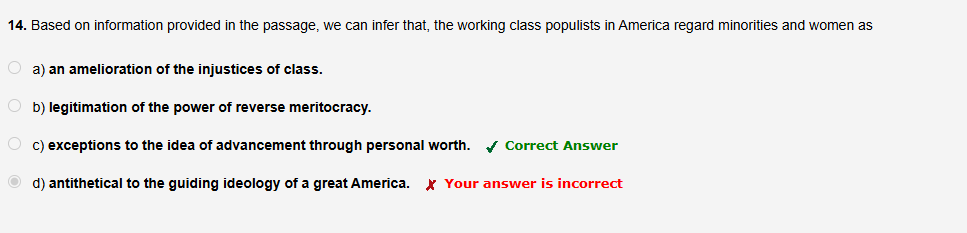 14. Based on information provided in the passage, we can infer that, the working class populists in America regard minorities and women as
a) an amelioration of the injustices of class.
b) legitimation of the power of reverse meritocracy.
c) exceptions to the idea of advancement through personal worth. ✓ Correct Answer
d) antithetical to the guiding ideology of a great America. ✗ Your answer is incorrect